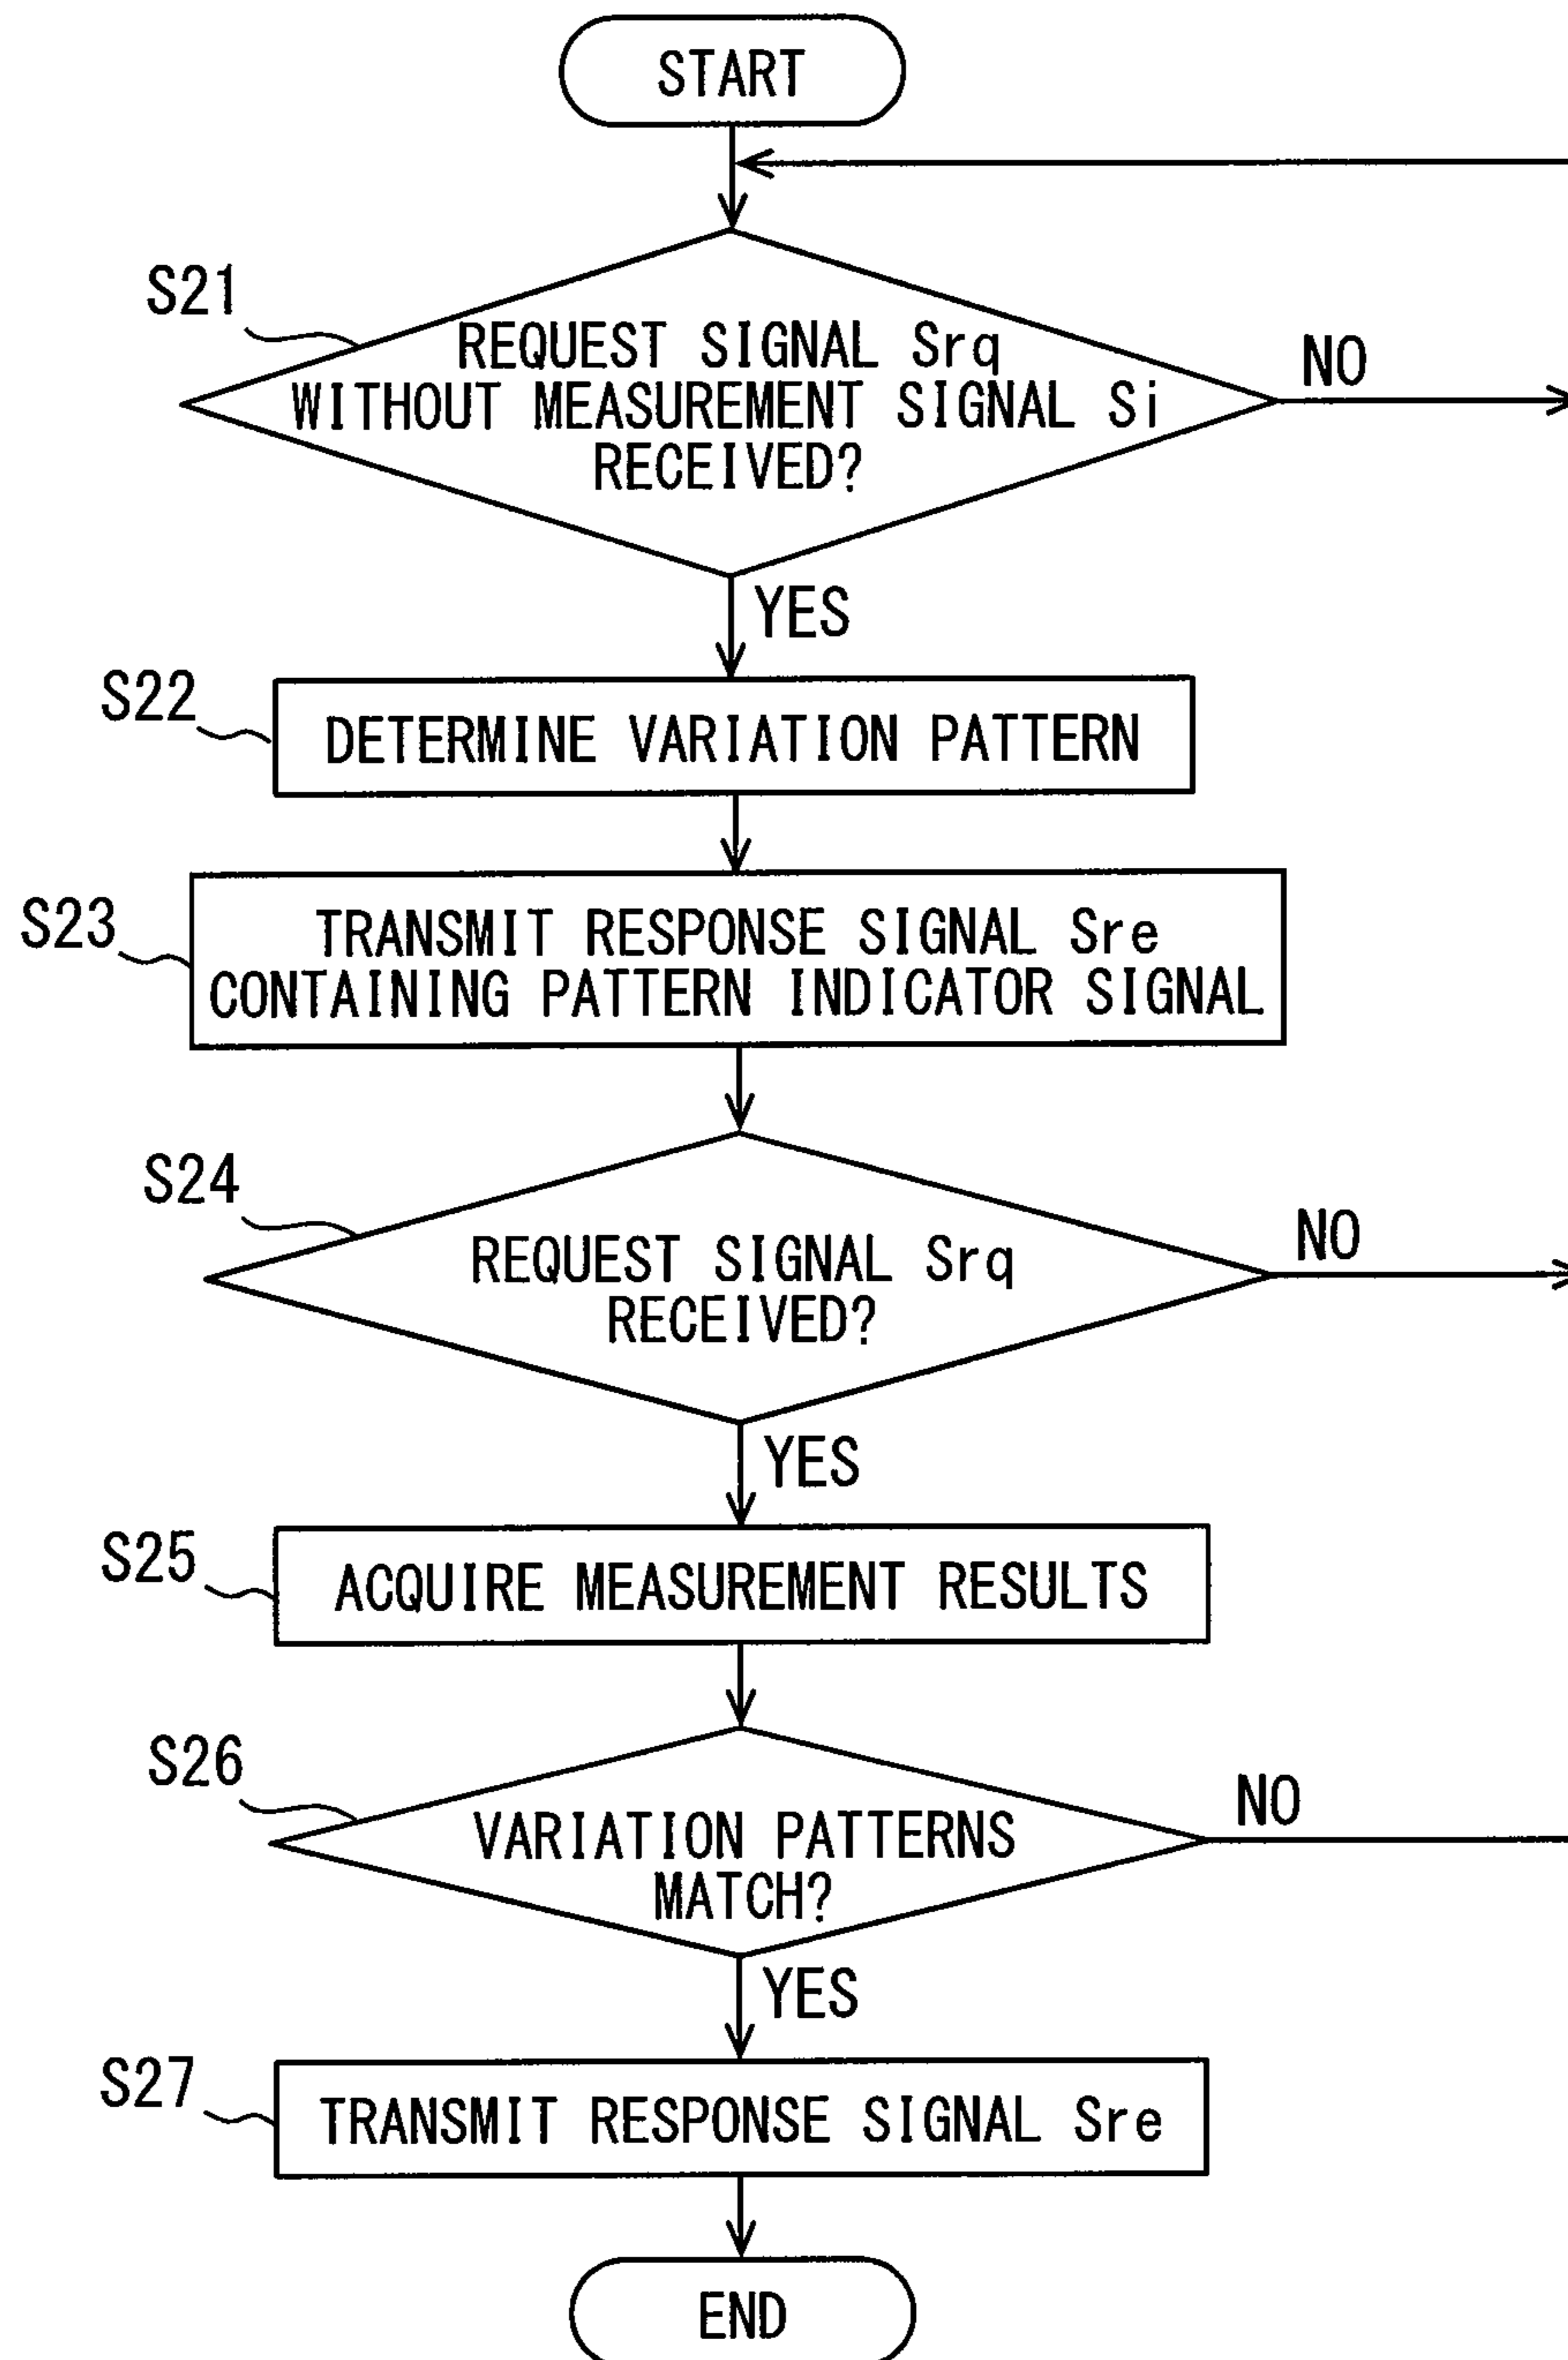 START
S21
REQUEST SIGNAL Srq
WITHOUT MEASUREMENT SIGNAL Si
RECEIVED?
NO
YES
S22
DETERMINE VARIATION PATTERN
S23
TRANSMIT RESPONSE SIGNAL Sre
CONTAINING PATTERN INDICATOR SIGNAL
S24
REQUEST SIGNAL Srq
RECEIVED?
NO
YES
S25
ACQUIRE MEASUREMENT RESULTS
S26
VARIATION PATTERNS
MATCH?
NO
YES
S27
TRANSMIT RESPONSE SIGNAL Sre
END